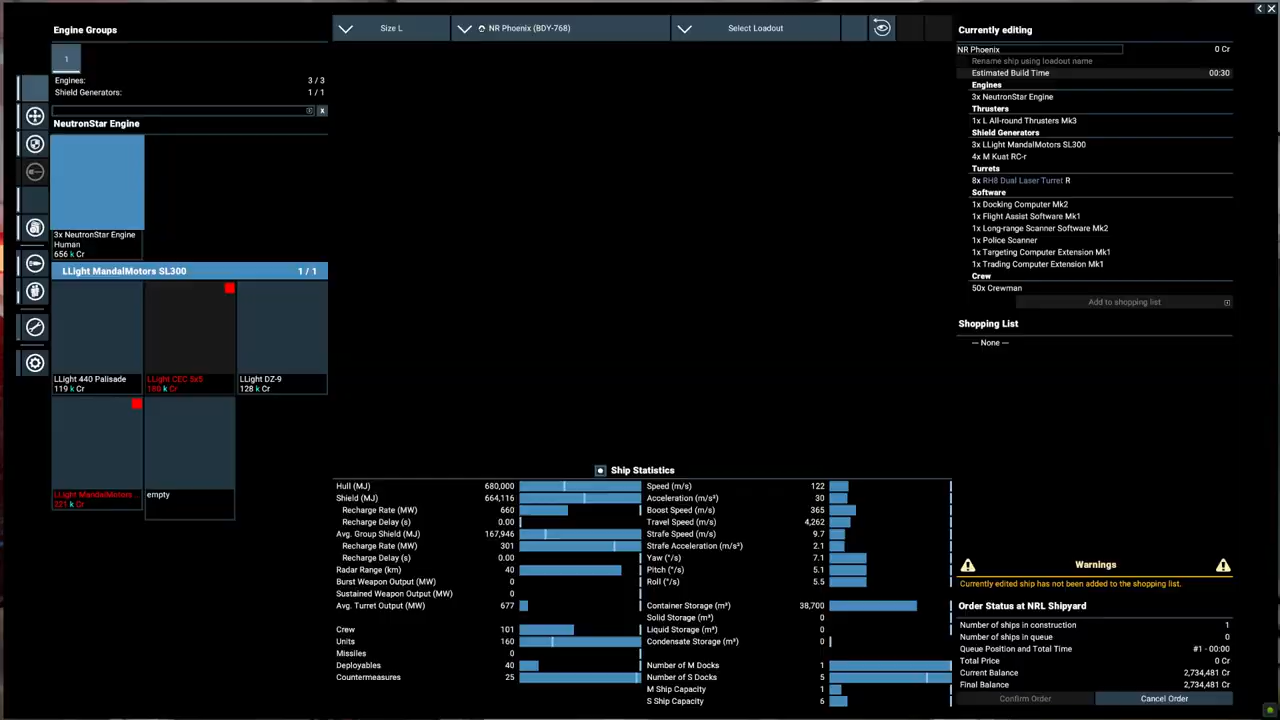 Engine Groups
1
Engines: 3 / 3
Shield Generators: 1 / 1
x
NeutronStar Engine
3x NeutronStar Engine
Human
656 k Cr
LLight MandalMotors SL300 1 / 1
LLight 440 Palisade
119 k Cr
LLight CEC 5x5
180 k Cr
LLight DZ-9
128 k Cr
LLight MandalMotors...
221 k Cr
empty
Size L
NR Phoenix (BDY-768)
Select Loadout
Ship Statistics
Hull (MJ) 680,000
Shield (MJ) 664,116
Recharge Rate (MW) 660
Recharge Delay (s) 0.00
Avg. Group Shield (MJ) 167,946
Recharge Rate (MW) 301
Recharge Delay (s) 0.00
Radar Range (km) 40
Burst Weapon Output (MW) 0
Sustained Weapon Output (MW) 0
Avg. Turret Output (MW) 677
Crew 101
Units 160
Missiles 0
Deployables 40
Countermeasures 25
Speed (m/s) 122
Acceleration (m/s²) 30
Boost Speed (m/s) 365
Travel Speed (m/s) 4,262
Strafe Speed (m/s) 9.7
Strafe Acceleration (m/s²) 2.1
Yaw (°/s) 7.1
Pitch (°/s) 5.1
Roll (°/s) 5.5
Container Storage (m³) 38,700
Solid Storage (m³) 0
Liquid Storage (m³) 0
Condensate Storage (m³) 0
Number of M Docks 1
Number of S Docks 5
M Ship Capacity 1
S Ship Capacity 6
Currently editing
NR Phoenix 0 Cr
Rename ship using loadout name
Estimated Build Time 00:30
Engines
3x NeutronStar Engine
Thrusters
1x L All-round Thrusters Mk3
Shield Generators
3x LLight MandalMotors SL300
4x M Kuat RC-r
Turrets
8x RH8 Dual Laser Turret R
Software
1x Docking Computer Mk2
1x Flight Assist Software Mk1
1x Long-range Scanner Software Mk2
1x Police Scanner
1x Targeting Computer Extension Mk1
1x Trading Computer Extension Mk1
Crew
50x Crewman
Add to shopping list
Shopping List
— None —
Warnings
Currently edited ship has not been added to the shopping list.
Order Status at NRL Shipyard
Number of ships in construction 1
Number of ships in queue 0
Queue Position and Total Time #1 - 00:00
Total Price 0 Cr
Current Balance 2,734,481 Cr
Final Balance 2,734,481 Cr
Confirm Order
Cancel Order